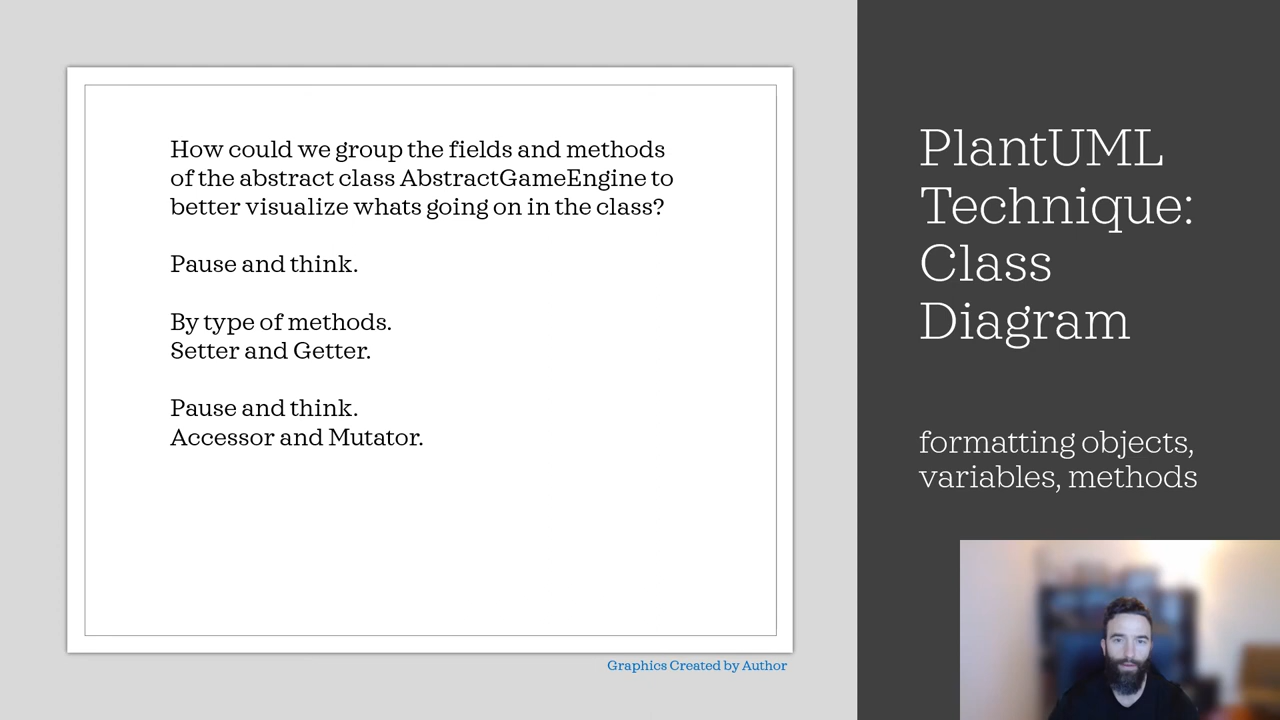 How could we group the fields and methods
of the abstract class AbstractGameEngine to
better visualize whats going on in the class?
Pause and think.
By type of methods.
Setter and Getter.
Pause and think.
Accessor and Mutator.
Graphics Created by Author
PlantUML
Technique:
Class
Diagram
formatting objects,
variables, methods